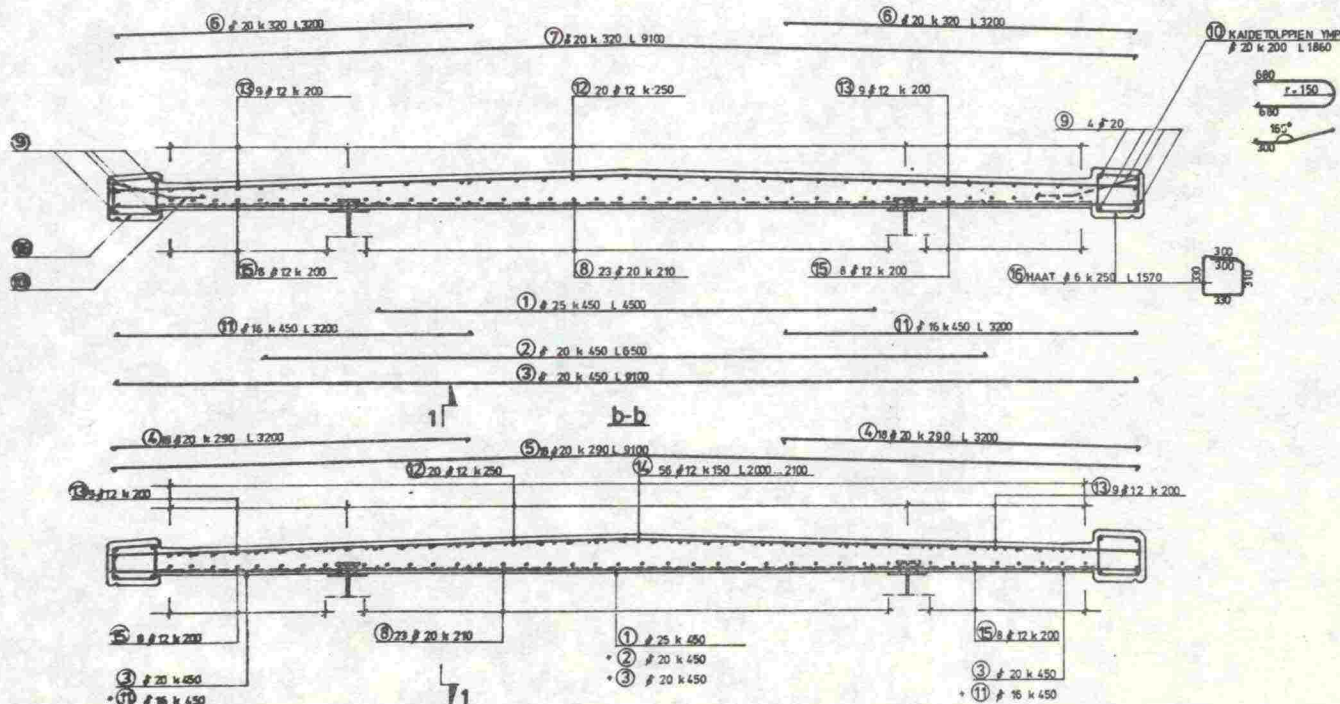 ⑥ ∅ 20 k 320 L 3200
⑥ ∅ 20 k 320 L 3200
⑦ ∅ 20 k 320 L 9100
⑩ KAIDETOLPPIEN YMP
∅ 20 k 200 L 1860
⑬ 9 ∅ 12 k 200
⑫ 20 ∅ 12 k 250
⑬ 9 ∅ 12 k 200
680
r=150
680
⑨ 4 ∅ 20
300
⑨
⑮ 8 ∅ 12 k 200
⑧ 23 ∅ 20 k 210
⑮ 8 ∅ 12 k 200
⑯ HAAT ∅ 6 k 250 L 1570
300
300
300
310
330
① ∅ 25 k 450 L 4500
⑪ ∅ 16 k 450 L 3200
⑪ ∅ 16 k 450 L 3200
② ∅ 20 k 450 L 6500
③ ∅ 20 k 450 L 9100
1
b-b
④ 18 ∅ 20 k 290 L 3200
④ 18 ∅ 20 k 290 L 3200
⑤ 18 ∅ 20 k 290 L 9100
⑫ 20 ∅ 12 k 250
⑭ 56 ∅ 12 k 150 L 2000...2100
⑬ 9 ∅ 12 k 200
⑬ 9 ∅ 12 k 200
⑮ 8 ∅ 12 k 200
⑧ 23 ∅ 20 k 210
① ∅ 25 k 450
+ ② ∅ 20 k 450
+ ③ ∅ 20 k 450
⑮ 8 ∅ 12 k 200
③ ∅ 20 k 450
+ ⑪ ∅ 16 k 450
1
③ ∅ 20 k 450
+ ⑪ ∅ 16 k 450